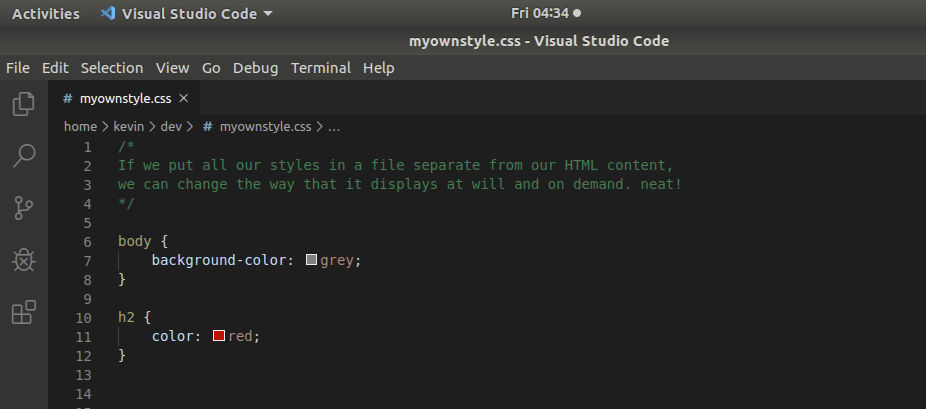 Activities Visual Studio Code Fri 04:34
myownstyle.css - Visual Studio Code
File Edit Selection View Go Debug Terminal Help
# myownstyle.css ×
home > kevin > dev > # myownstyle.css > ...
1 /*
2 If we put all our styles in a file separate from our HTML content,
3 we can change the way that it displays at will and on demand. neat!
4 */
5
6 body {
7 background-color: grey;
8 }
9
10 h2 {
11 color: red;
12 }
13
14